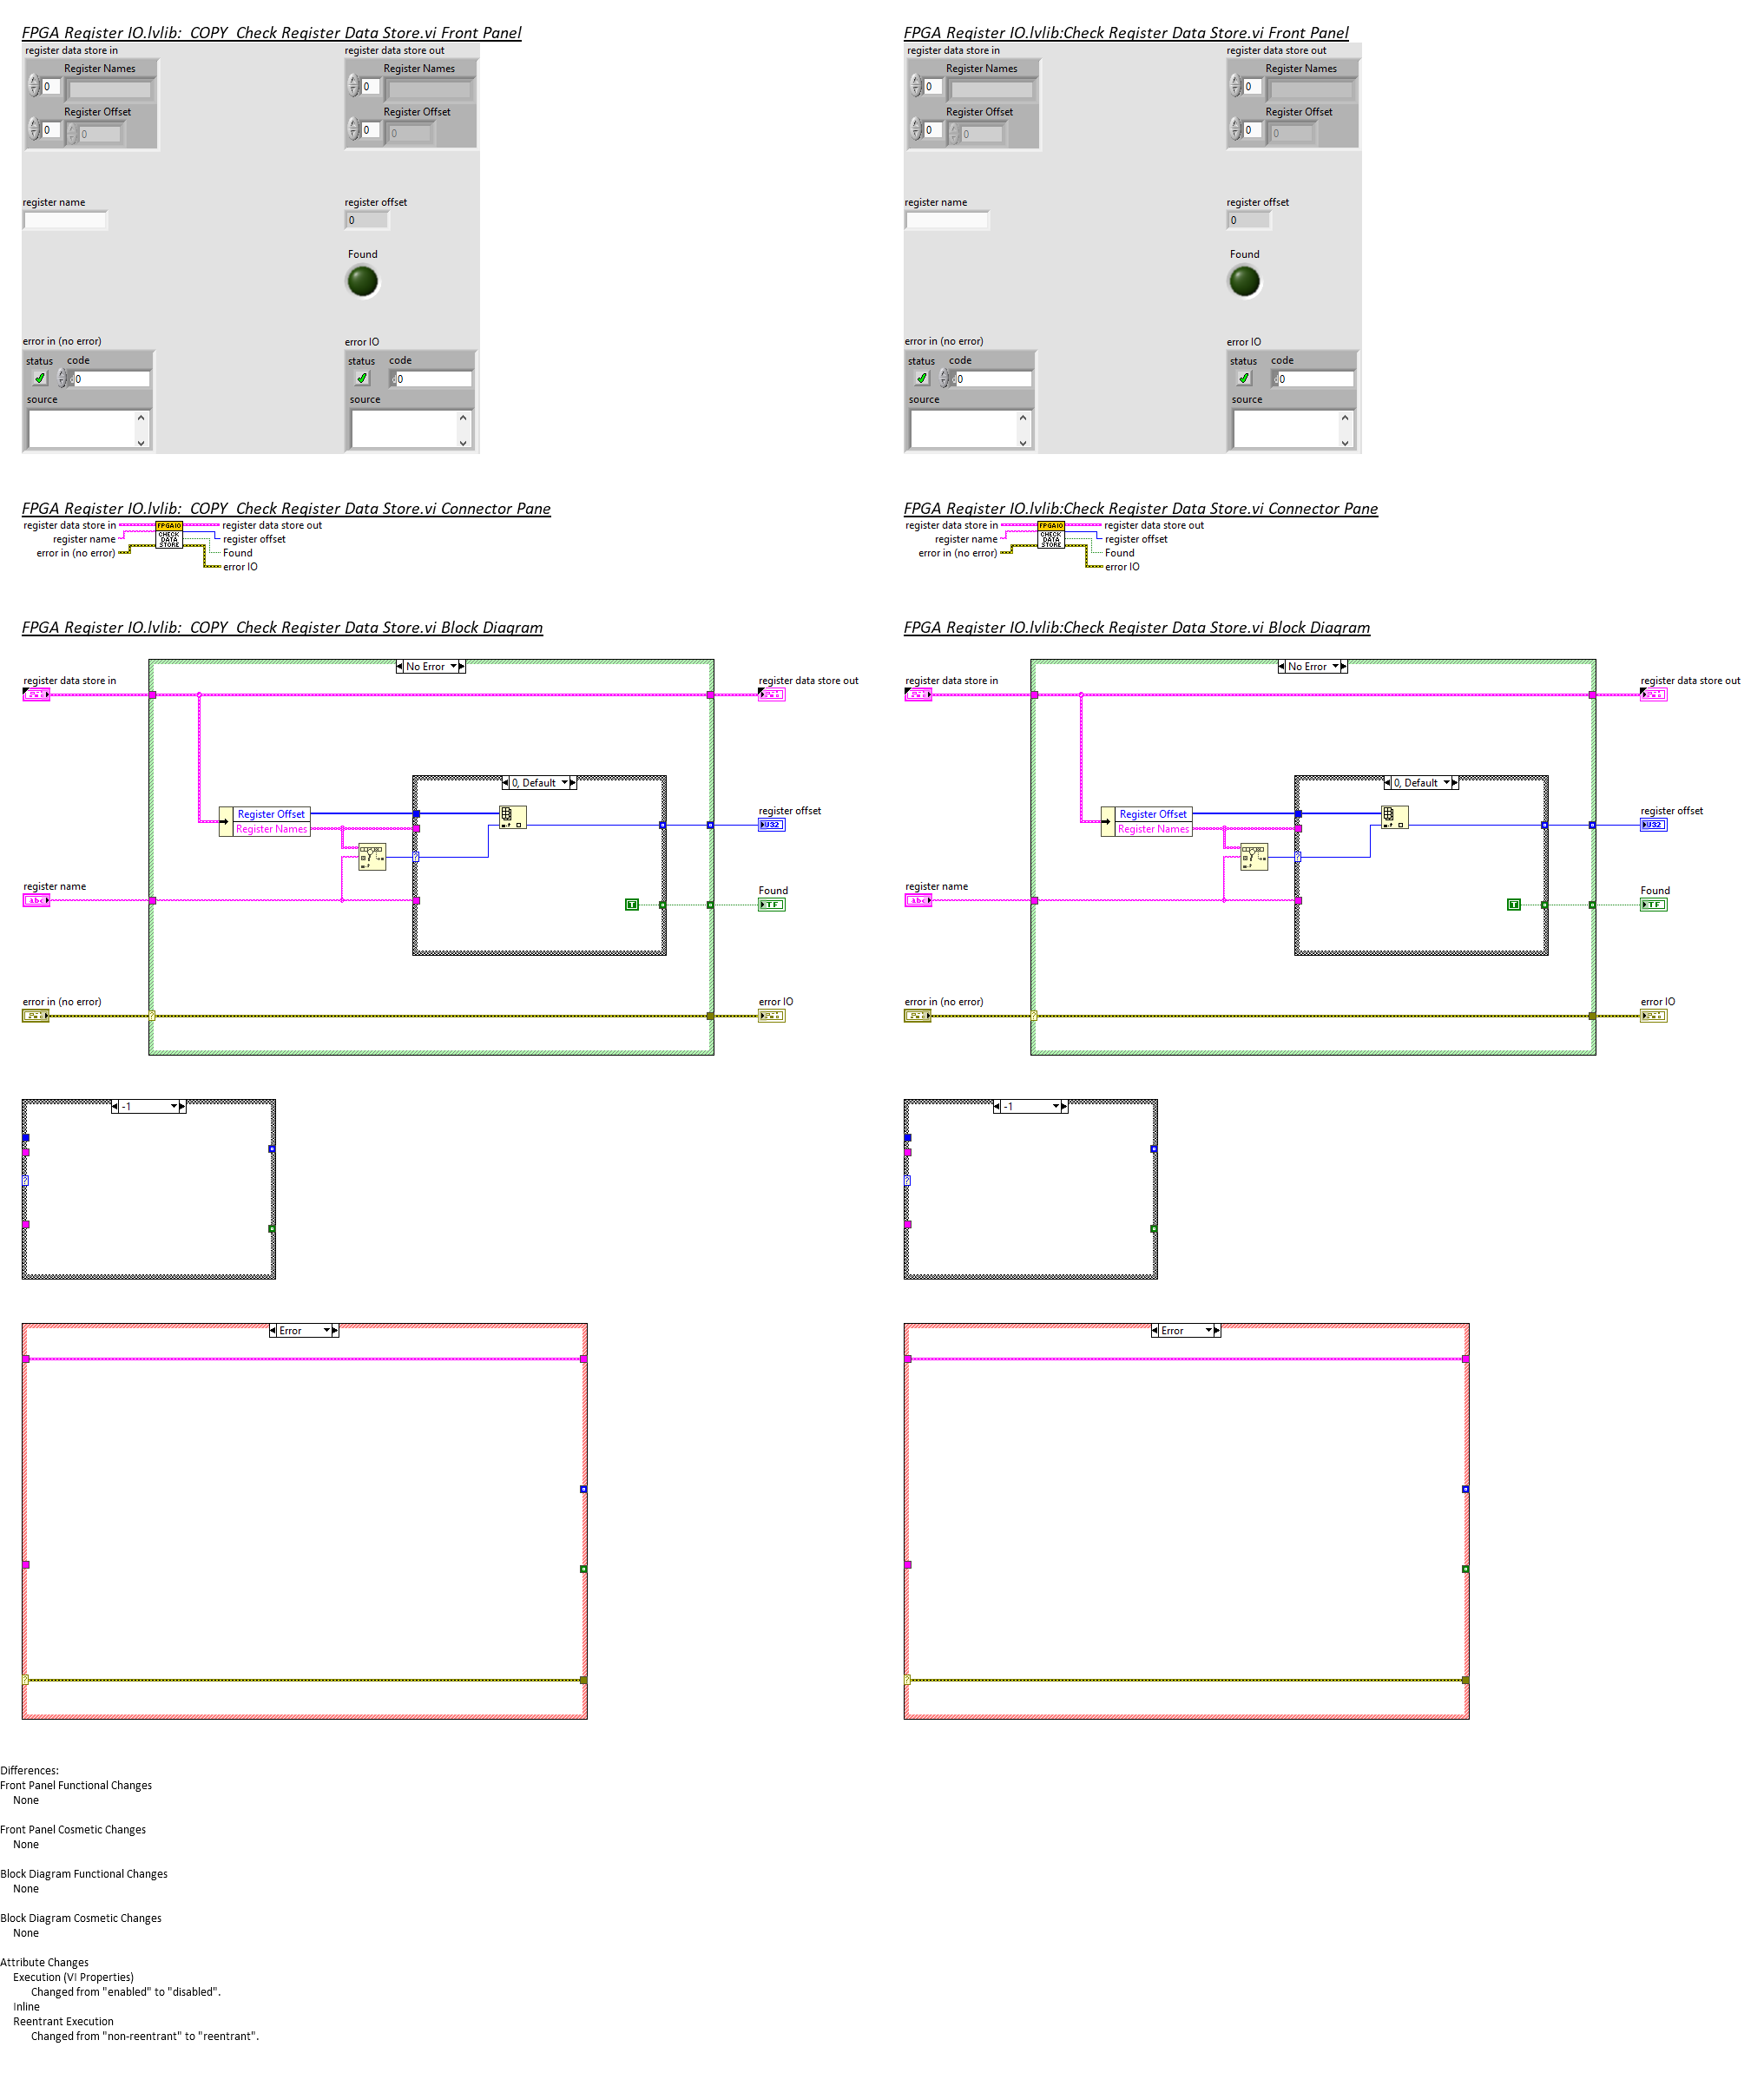 FPGA Register IO.lvlib:  COPY  Check Register Data Store.vi Front Panel
register data store in
register data store out
Register Names
Register Names
0
0
Register Offset
Register Offset
0
0
0
0
register name
register offset
0
Found
error in (no error)
error IO
status
code
status
code
0
0
source
source
FPGA Register IO.lvlib:Check Register Data Store.vi Front Panel
register data store in
register data store out
Register Names
Register Names
0
0
Register Offset
Register Offset
0
0
0
0
register name
register offset
0
Found
error in (no error)
error IO
status
code
status
code
0
0
source
source
FPGA Register IO.lvlib:  COPY  Check Register Data Store.vi Connector Pane
register data store in
FPGA IO
register data store out
register name
CHECK
DATA
STORE
register offset
error in (no error)
Found
error IO
FPGA Register IO.lvlib:Check Register Data Store.vi Connector Pane
register data store in
FPGA IO
register data store out
register name
CHECK
DATA
STORE
register offset
error in (no error)
Found
error IO
FPGA Register IO.lvlib:  COPY  Check Register Data Store.vi Block Diagram
No Error
register data store in
register data store out
0, Default
Register Offset
Register Names
register offset
U32
?
register name
abc
T
Found
TF
error in (no error)
?
error IO
-1
?
Error
?
FPGA Register IO.lvlib:Check Register Data Store.vi Block Diagram
No Error
register data store in
register data store out
0, Default
Register Offset
Register Names
register offset
U32
?
register name
abc
T
Found
TF
error in (no error)
?
error IO
-1
?
Error
?
Differences:
Front Panel Functional Changes
None
Front Panel Cosmetic Changes
None
Block Diagram Functional Changes
None
Block Diagram Cosmetic Changes
None
Attribute Changes
Execution (VI Properties)
Changed from "enabled" to "disabled".
Inline
Reentrant Execution
Changed from "non-reentrant" to "reentrant".